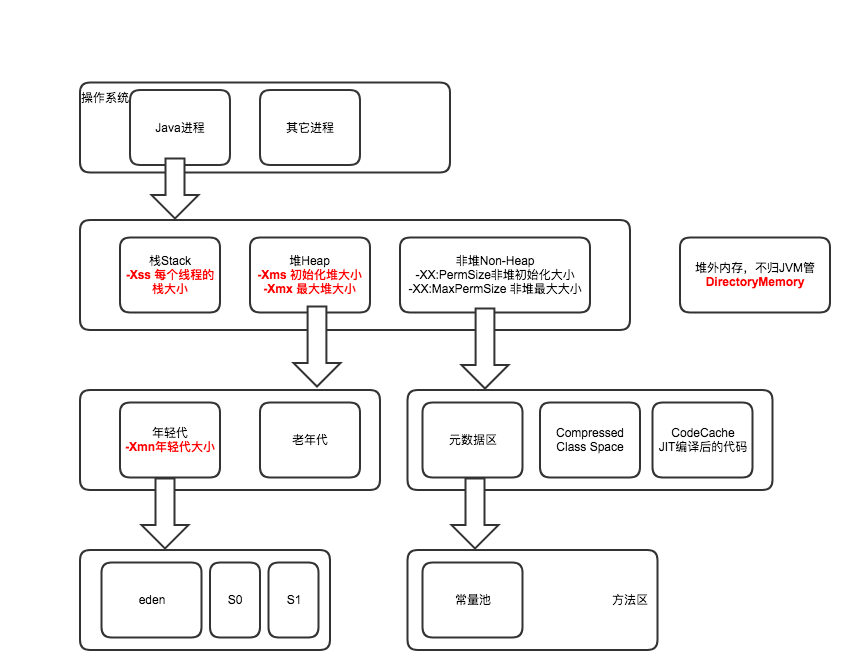 操作系统
Java进程
其它进程
栈Stack
-Xss 每个线程的
栈大小
堆Heap
-Xms 初始化堆大小
-Xmx 最大堆大小
非堆Non-Heap
-XX:PermSize非堆初始化大小
-XX:MaxPermSize 非堆最大大小
堆外内存，不归JVM管
DirectoryMemory
年轻代
-Xmn年轻代大小
老年代
元数据区
Compressed
Class Space
CodeCache
JIT编译后的代码
eden
S0
S1
常量池
方法区